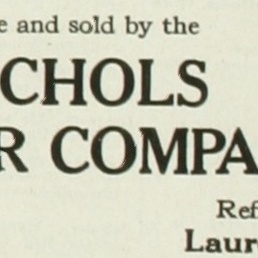 e and sold by the
CHOLS
R COMPA
Ref
Laur